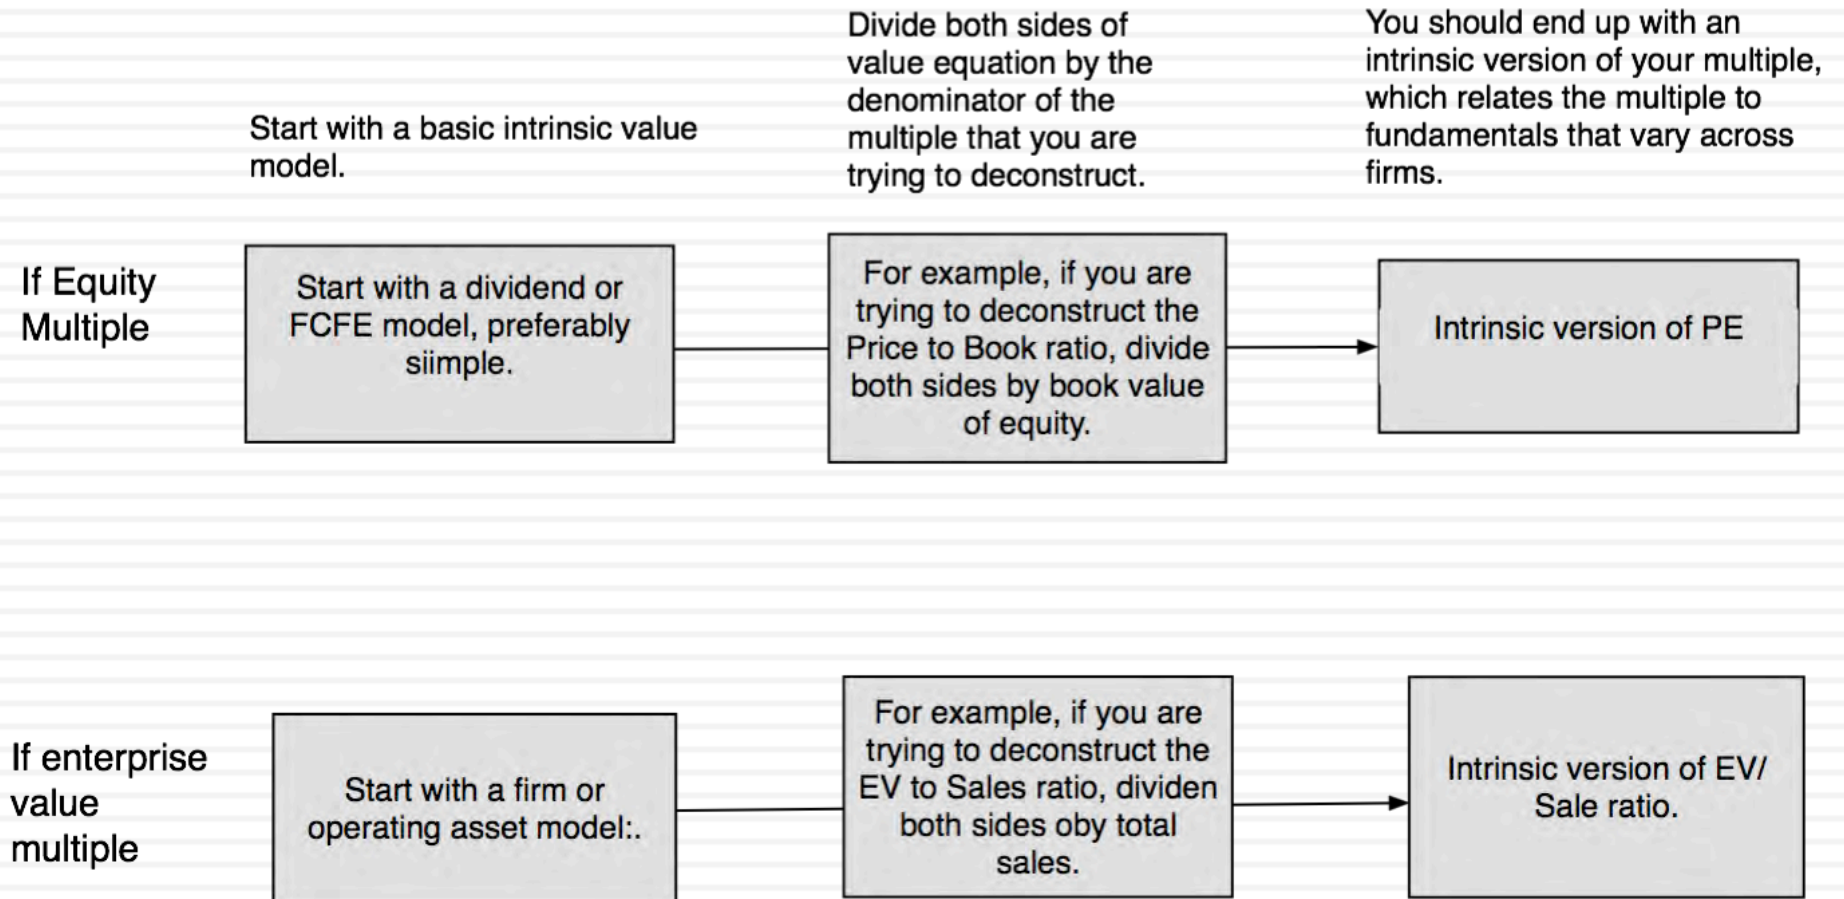 Start with a basic intrinsic value
model.
Divide both sides of
value equation by the
denominator of the
multiple that you are
trying to deconstruct.
You should end up with an
intrinsic version of your multiple,
which relates the multiple to
fundamentals that vary across
firms.
If Equity
Multiple
Start with a dividend or
FCFE model, preferably
siimple.
For example, if you are
trying to deconstruct the
Price to Book ratio, divide
both sides by book value
of equity.
Intrinsic version of PE
If enterprise
value
multiple
Start with a firm or
operating asset model:.
For example, if you are
trying to deconstruct the
EV to Sales ratio, dividen
both sides oby total
sales.
Intrinsic version of EV/
Sale ratio.